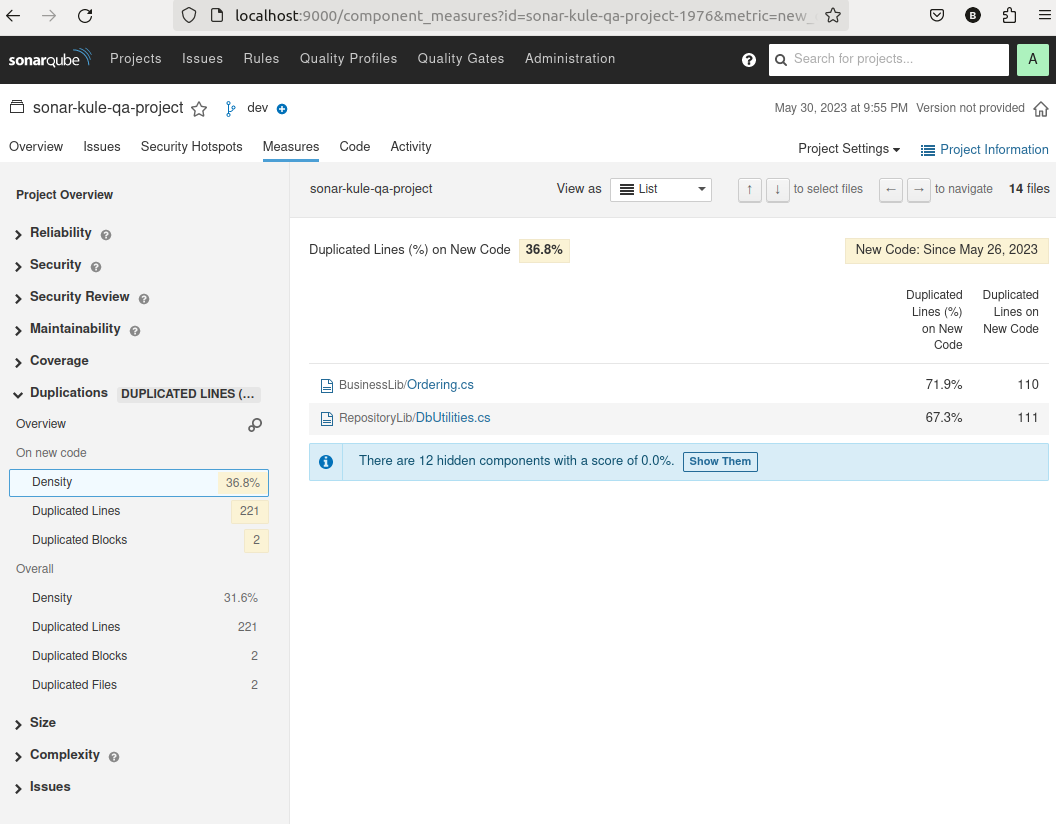 localhost:9000/component_measures?id=sonar-kule-qa-project-1976&metric=new_
B
sonarqube Projects Issues Rules Quality Profiles Quality Gates Administration ? Search for projects... A
sonar-kule-qa-project dev May 30, 2023 at 9:55 PM Version not provided
Overview Issues Security Hotspots Measures Code Activity Project Settings Project Information
Project Overview
Reliability ?
Security ?
Security Review ?
Maintainability ?
Coverage
Duplications DUPLICATED LINES (...
Overview
On new code
Density 36.8%
Duplicated Lines 221
Duplicated Blocks 2
Overall
Density 31.6%
Duplicated Lines 221
Duplicated Blocks 2
Duplicated Files 2
Size
Complexity ?
Issues
sonar-kule-qa-project View as List ↑ ↓ to select files ← → to navigate 14 files
Duplicated Lines (%) on New Code 36.8% New Code: Since May 26, 2023
Duplicated Lines (%) on New Code
Duplicated Lines on New Code
BusinessLib/Ordering.cs 71.9% 110
RepositoryLib/DbUtilities.cs 67.3% 111
There are 12 hidden components with a score of 0.0%. Show Them